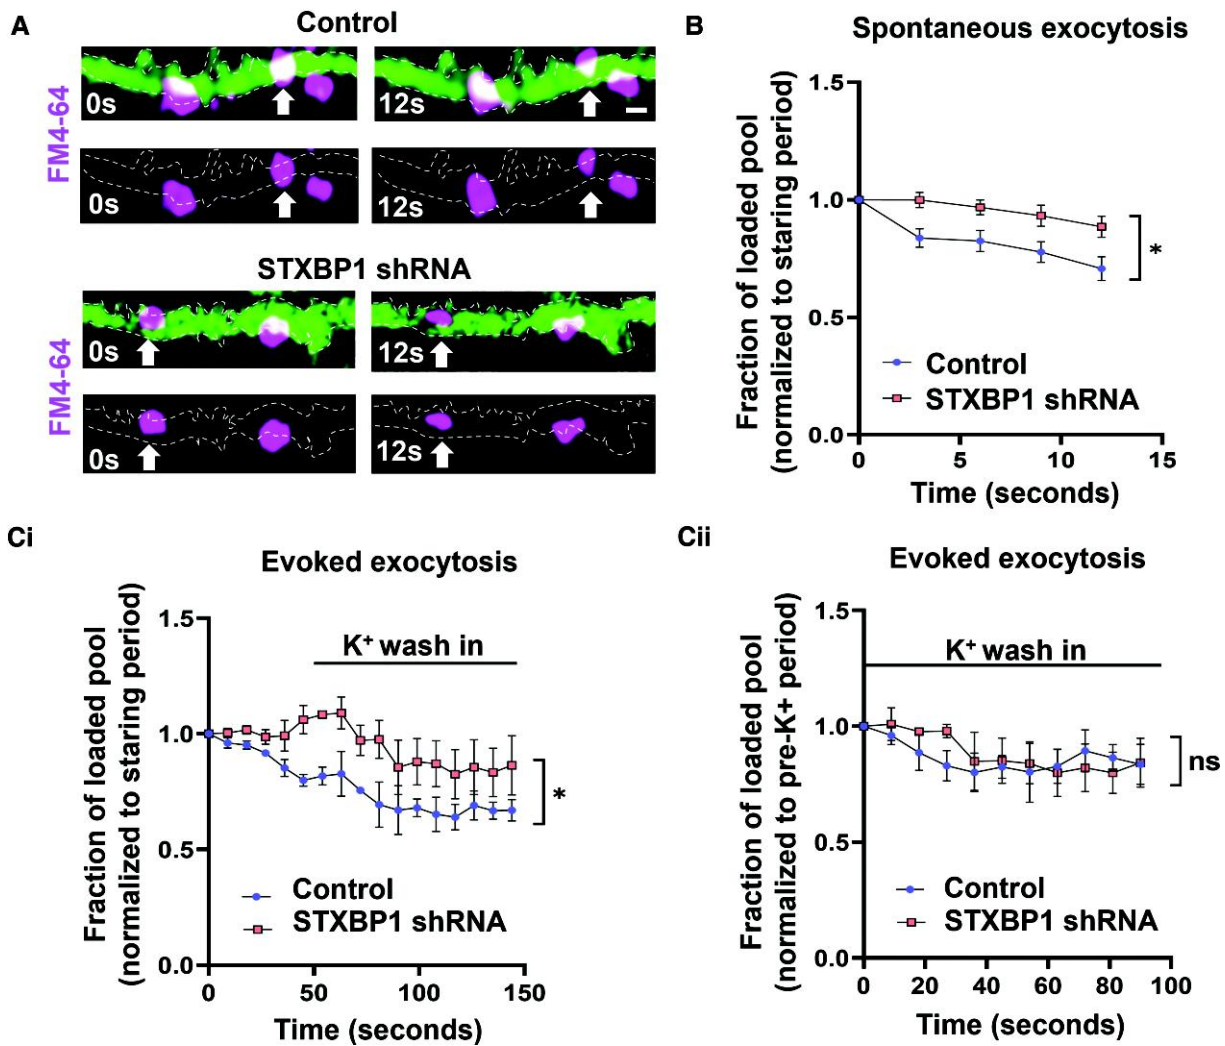 A
Control
FM4-64
0s
12s
0s
12s
STXBP1 shRNA
FM4-64
0s
12s
0s
12s
B
Spontaneous exocytosis
Fraction of loaded pool
(normalized to staring period)
1.5
1.0
0.5
0.0
*
Control
STXBP1 shRNA
0
5
10
15
Time (seconds)
Ci
Evoked exocytosis
Fraction of loaded pool
(normalized to staring period)
1.5
1.0
0.5
0.0
K⁺ wash in
*
Control
STXBP1 shRNA
0
50
100
150
Time (seconds)
Cii
Evoked exocytosis
Fraction of loaded pool
(normalized to pre-K+ period)
1.5
1.0
0.5
0.0
K⁺ wash in
ns
Control
STXBP1 shRNA
0
20
40
60
80
100
Time (seconds)